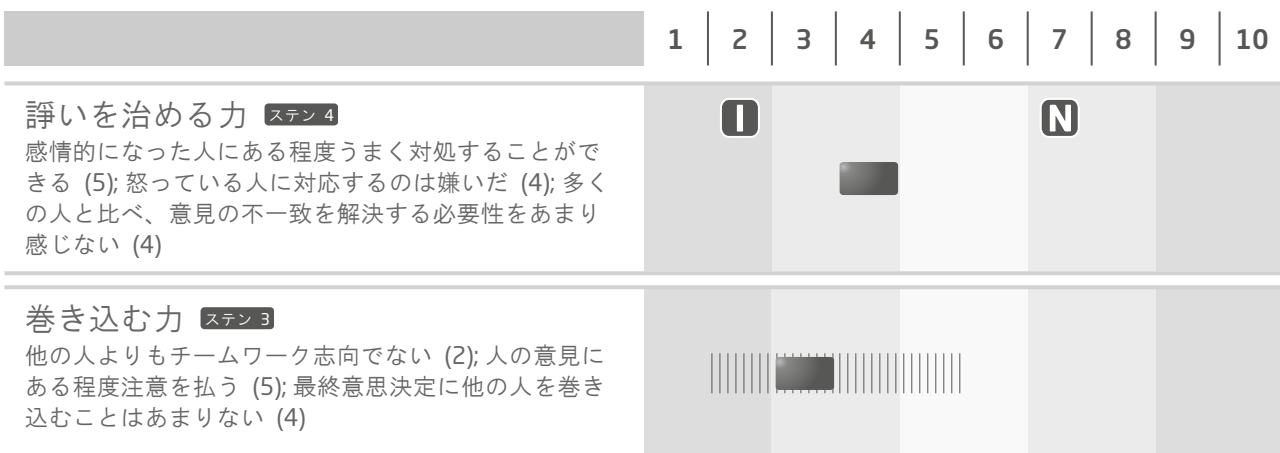 1 2 3 4 5 6 7 8 9 10
諍いを治める力 ステン 4
I N
感情的になった人にある程度うまく対処することがで
きる (5); 怒っている人に対応するのは嫌いだ (4); 多く
の人と比べ、意見の不一致を解決する必要性をあまり
感じない (4)
巻き込む力 ステン 3
他の人よりもチームワーク志向でない (2); 人の意見に
ある程度注意を払う (5); 最終意思決定に他の人を巻き
込むことはあまりない (4)